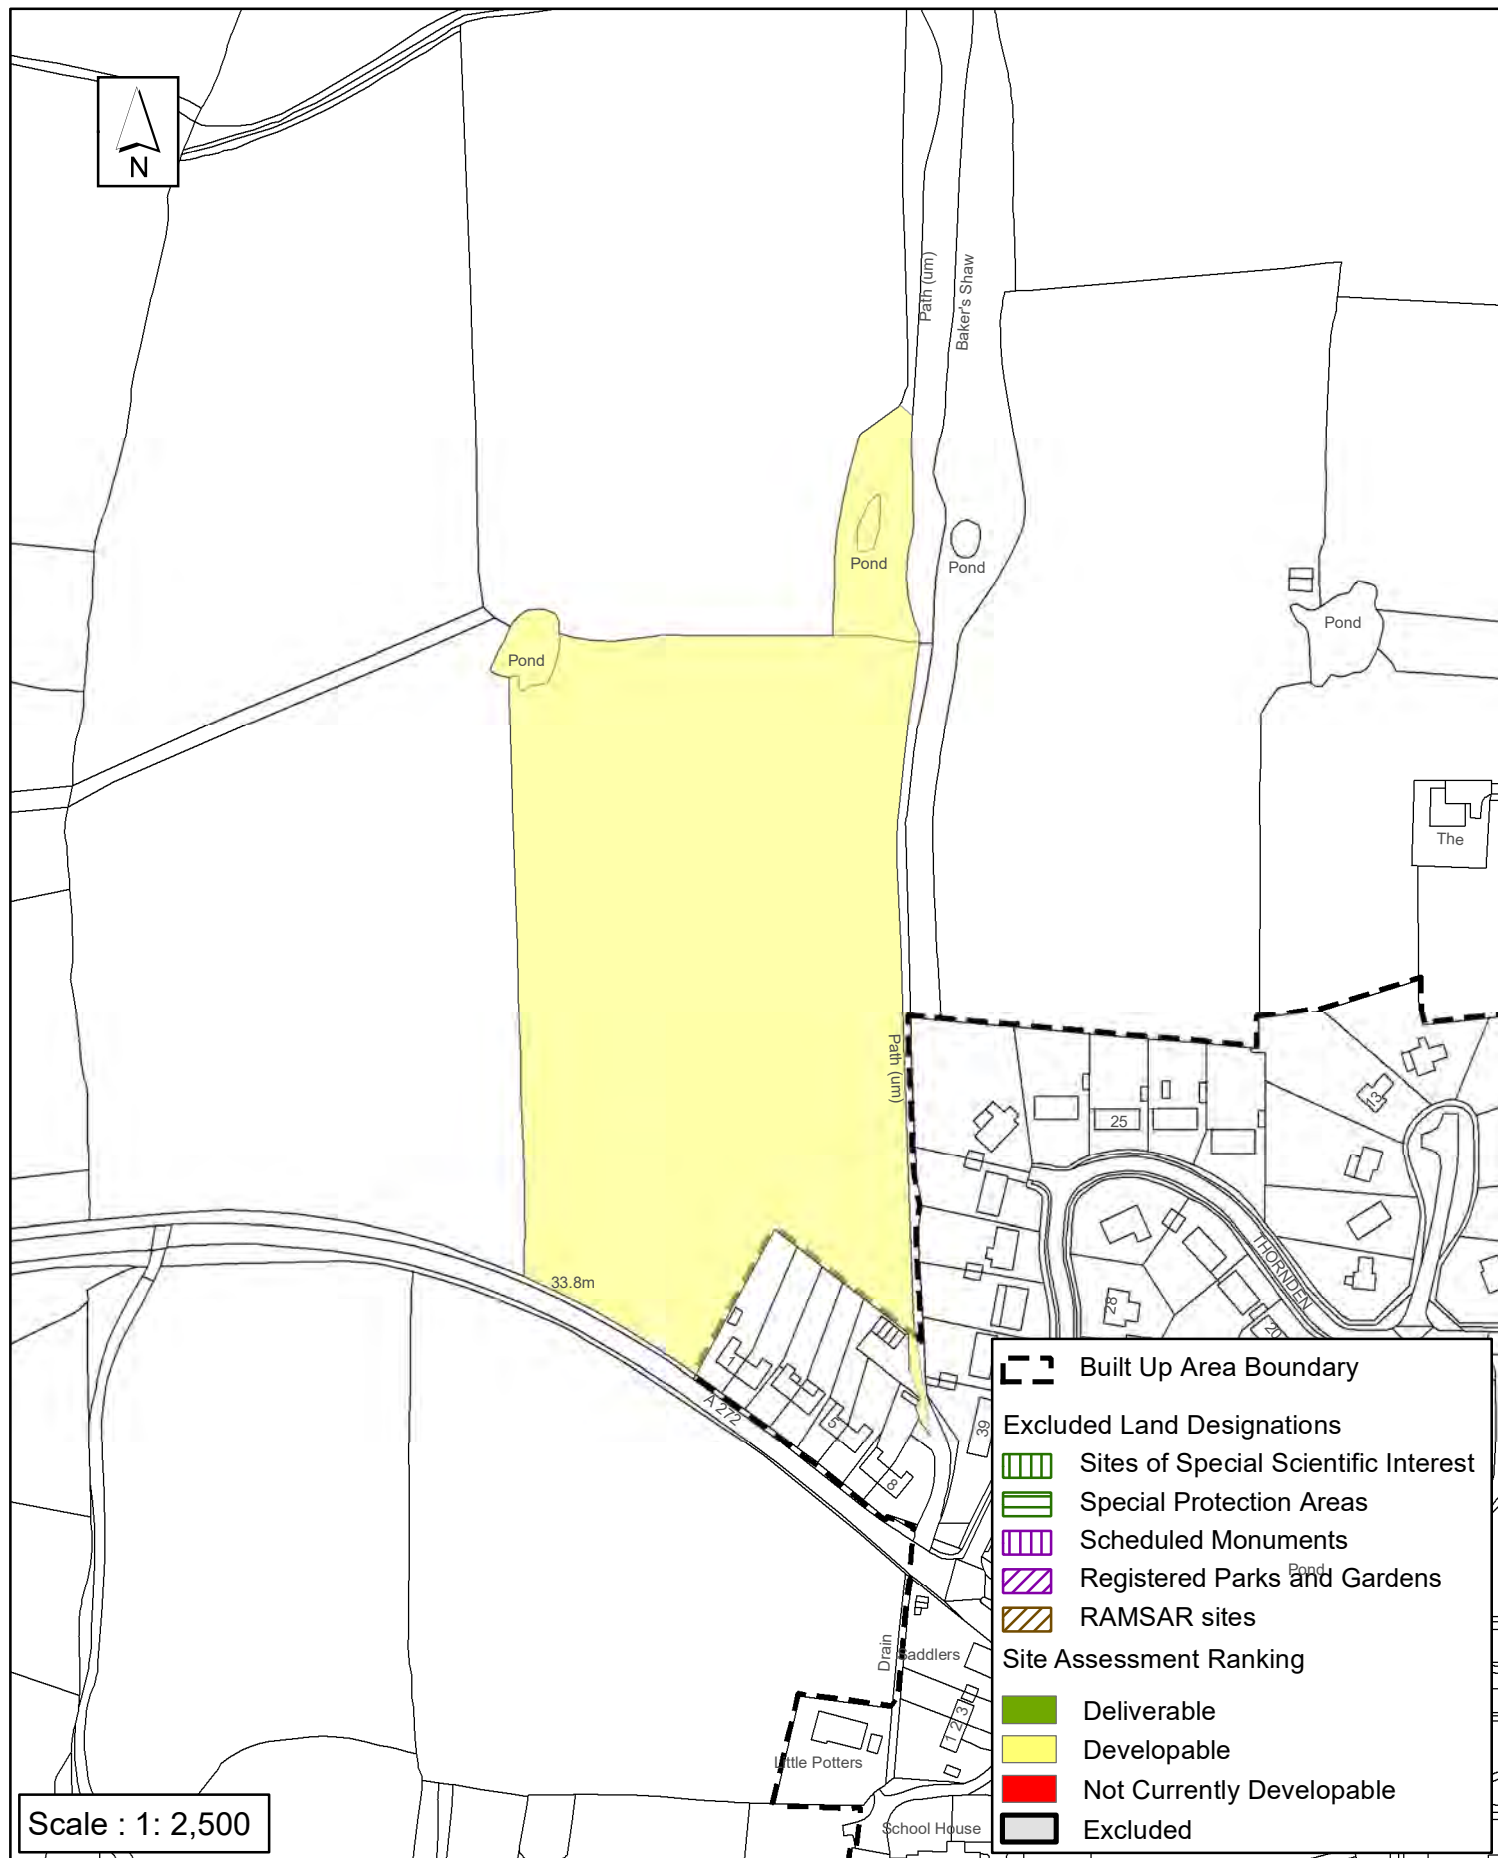 N
Path (um)
Baker's Shaw
Pond
Pond
Pond
Pond
The
Path (um)
13
25
THORNDEN
28
20
33.8m
1
5
8
A 272
39
Built Up Area Boundary
Excluded Land Designations
Sites of Special Scientific Interest
Special Protection Areas
Scheduled Monuments
Pond
Registered Parks and Gardens
RAMSAR sites
Site Assessment Ranking
Deliverable
Developable
Not Currently Developable
Excluded
Drain
Saddlers
1 2 3
Little Potters
School House
Scale : 1: 2,500